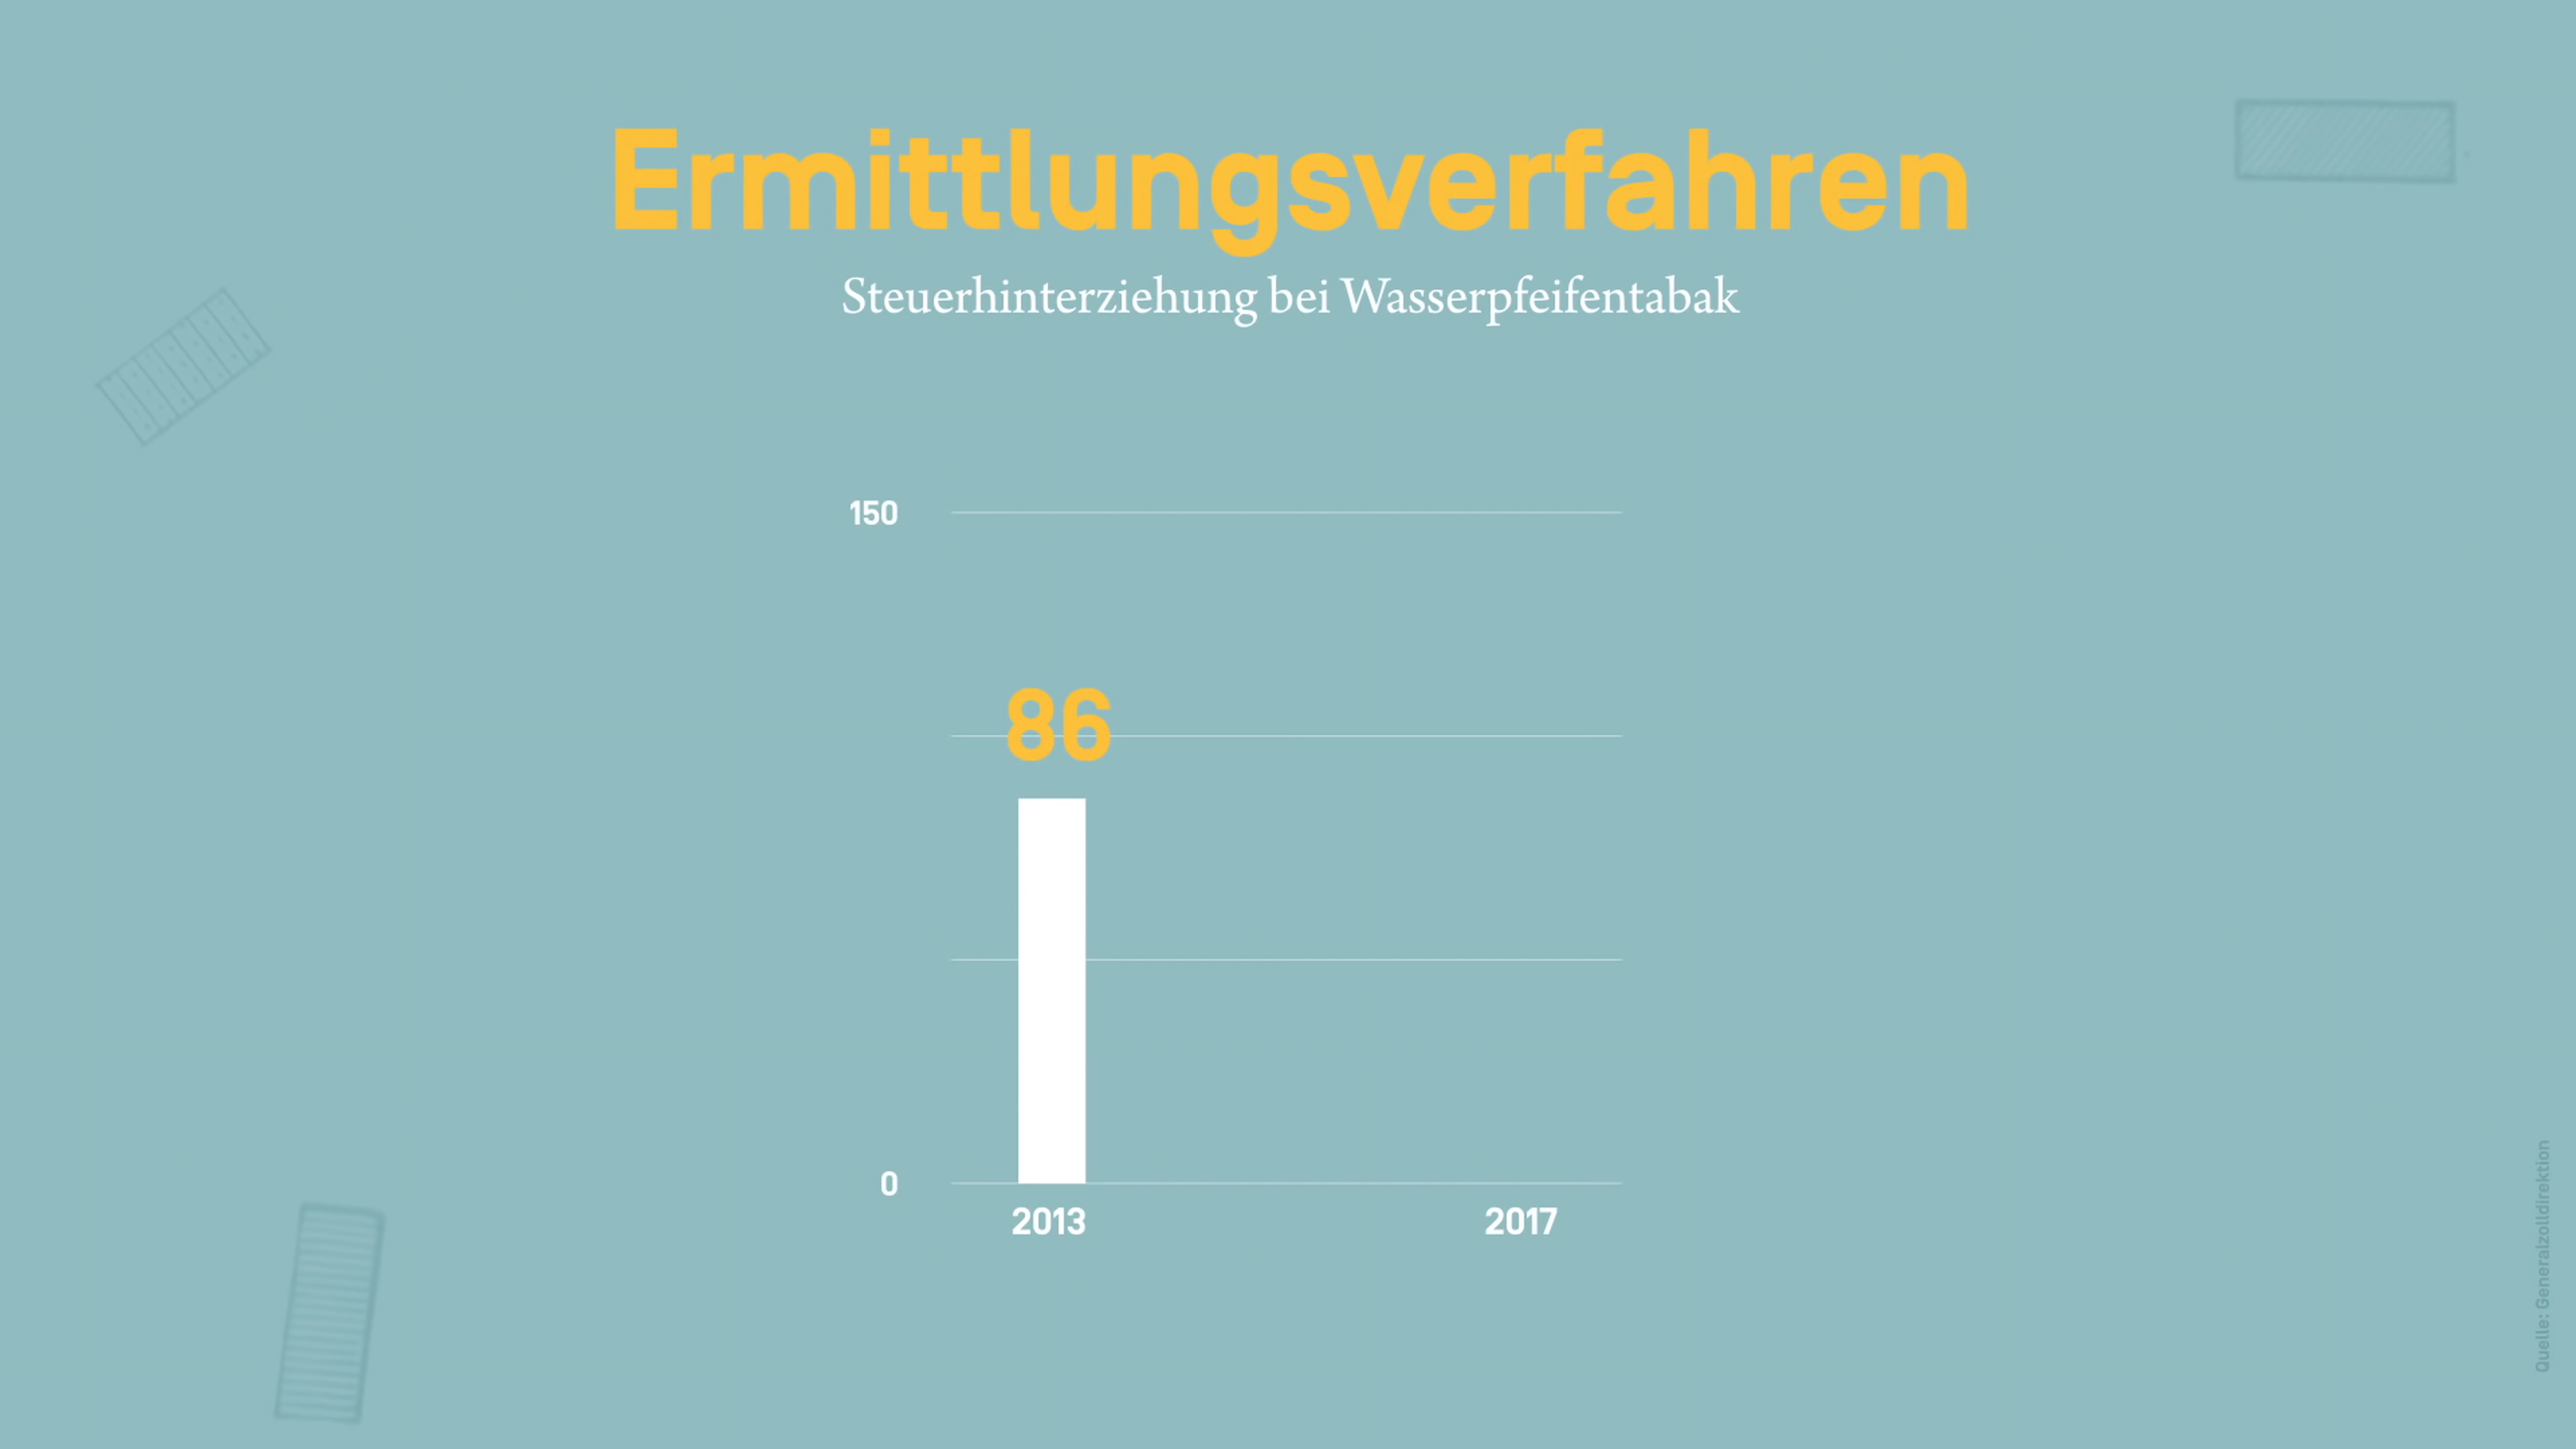 Ermittlungsverfahren
Steuerhinterziehung bei Wasserpfeifentabak
150
86
0
2013 2017
Quelle: Generalzolldirektion